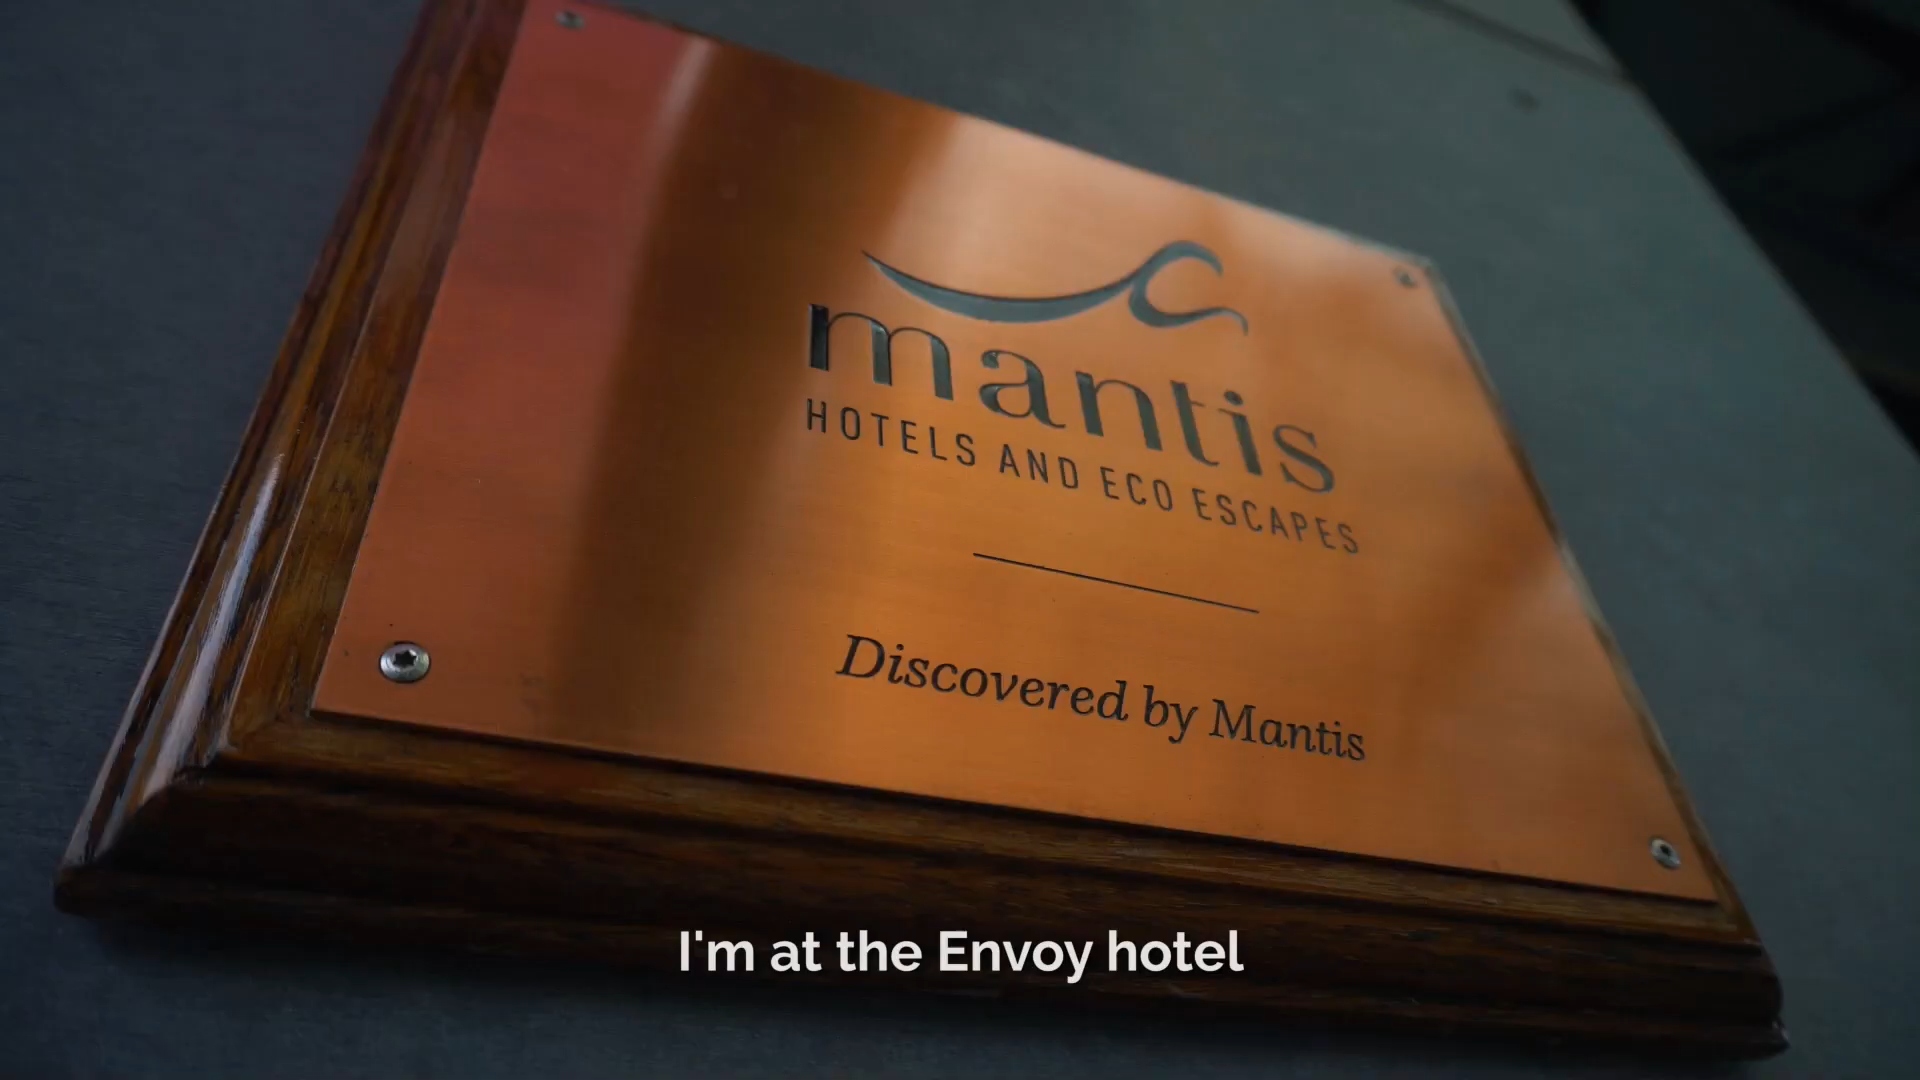 mantis
HOTELS AND ECO ESCAPES
Discovered by Mantis
I'm at the Envoy hotel